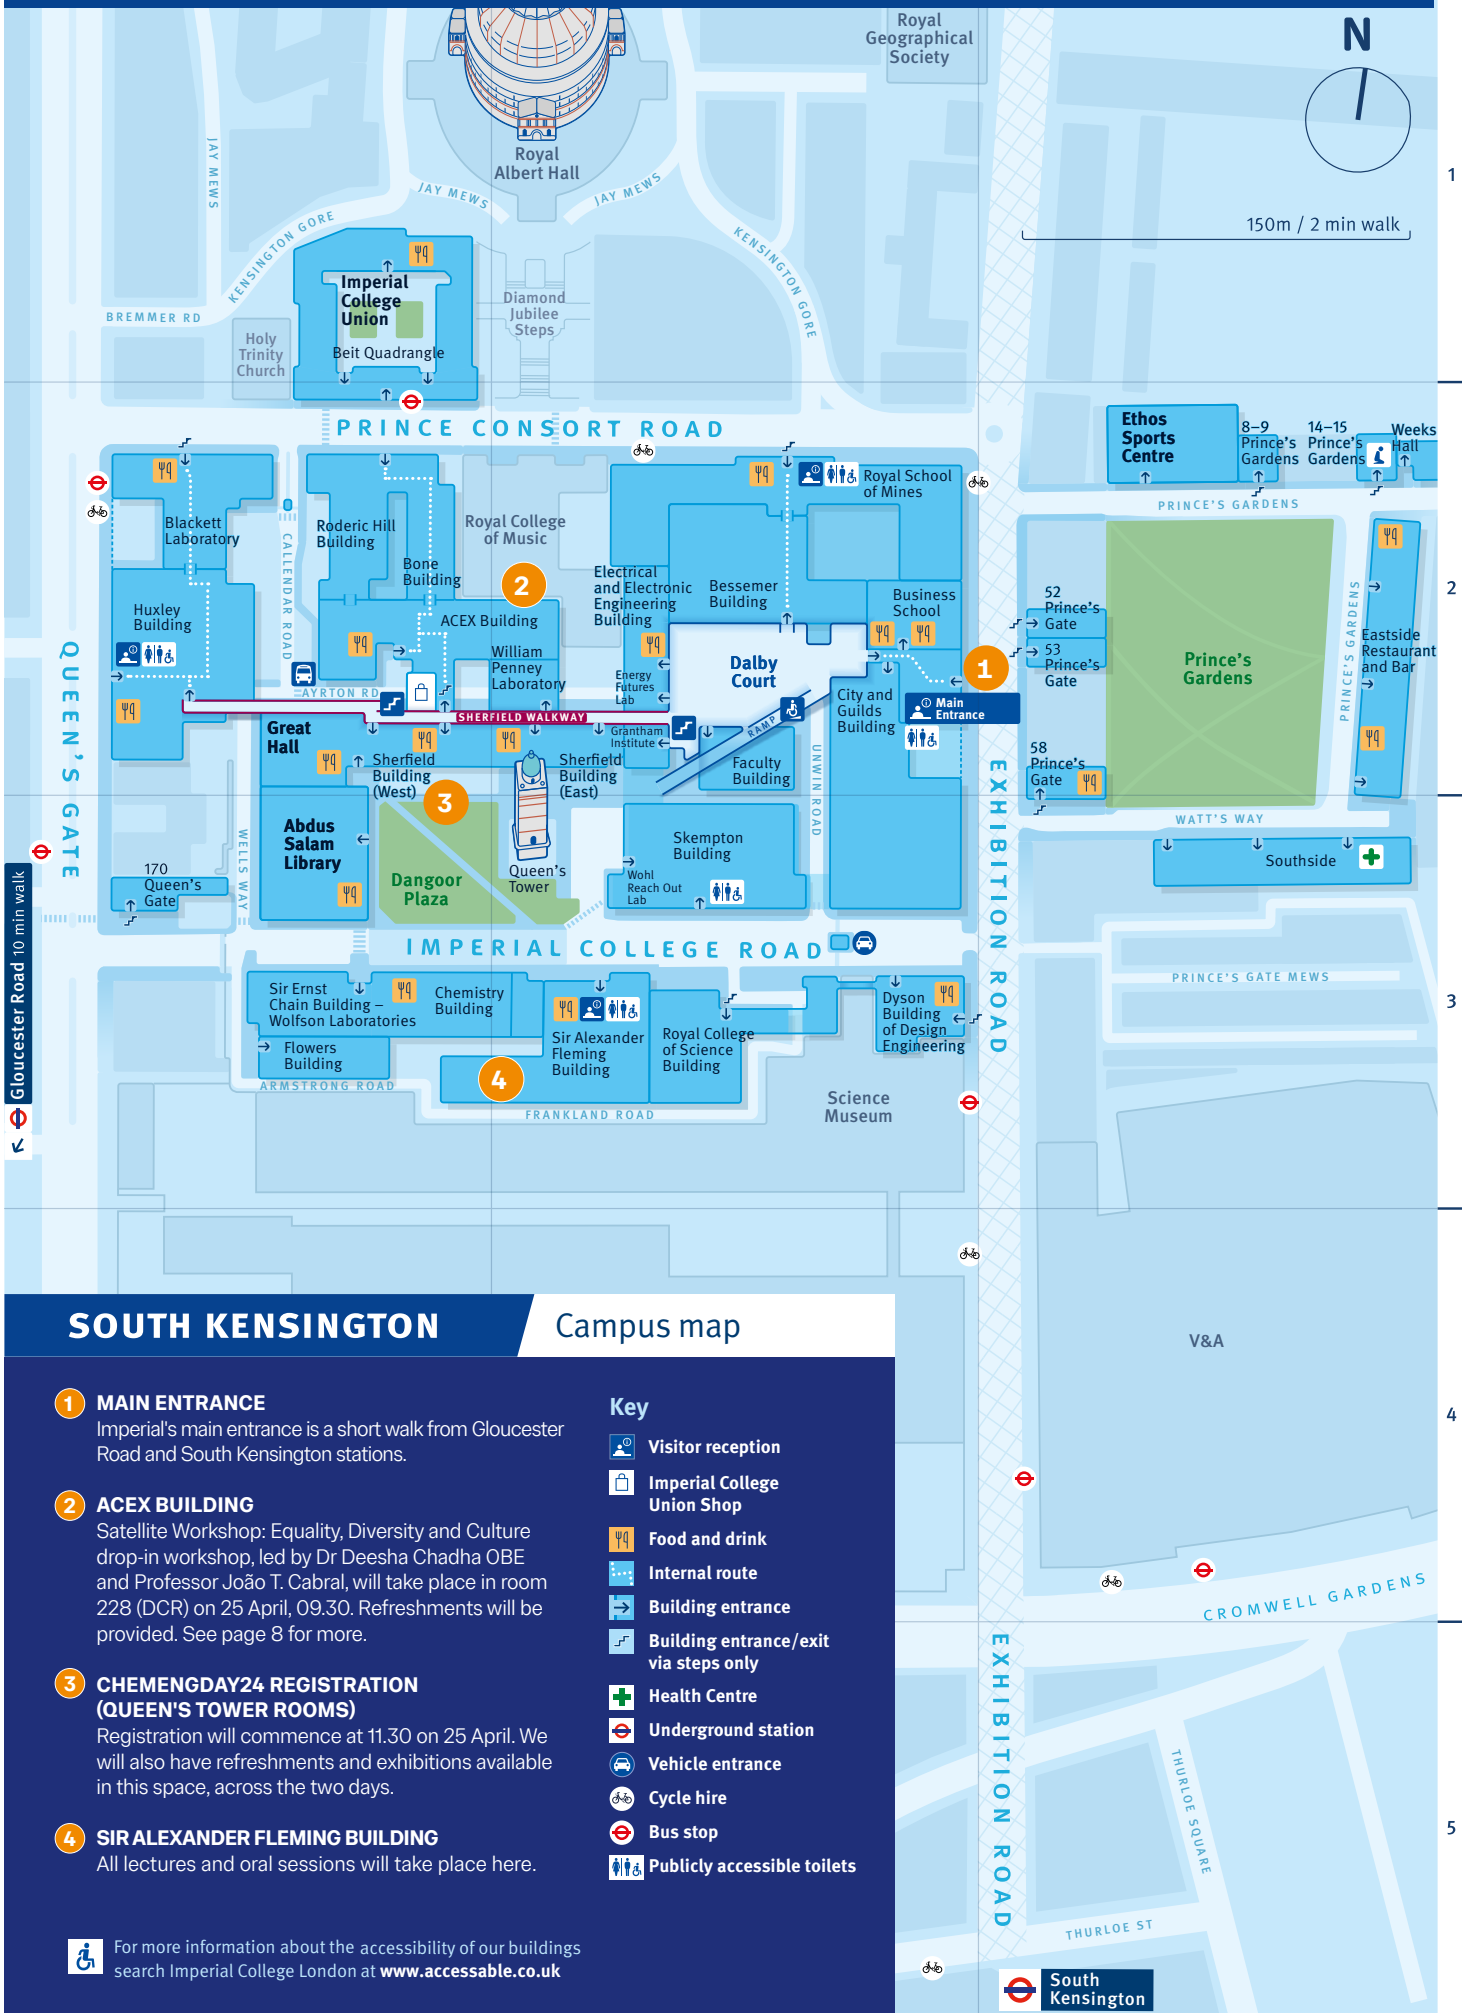 Royal
Geographical
Society
N
1
150m / 2 min walk
JAY MEWS
Royal
Albert Hall
JAY MEWS
JAY MEWS
KENSINGTON GORE
KENSINGTON GORE
BREMMER RD
Imperial
College
Union
Beit Quadrangle
Holy
Trinity
Church
Diamond
Jubilee
Steps
PRINCE CONSORT ROAD
Ethos
Sports
Centre
8–9
Prince's
Gardens
14–15
Prince's
Gardens
Weeks
Hall
PRINCE'S GARDENS
Blackett
Laboratory
CALLENDAR ROAD
Roderic Hill
Building
Bone
Building
Royal College
of Music
2
ACEX Building
Electrical
and Electronic
Engineering
Building
Bessemer
Building
Royal School
of Mines
Business
School
2
Huxley
Building
William
Penney
Laboratory
Energy
Futures
Lab
Dalby
Court
52
Prince's
Gate
53
Prince's
Gate
Prince's
Gardens
PRINCE'S GARDENS
Eastside
Restaurant
and Bar
1
Main
Entrance
City and
Guilds
Building
AYRTON RD
SHERFIELD WALKWAY
Grantham
Institute
RAMP
Faculty
Building
UNWIN ROAD
QUEEN'S GATE
Great
Hall
Sherfield
Building
(West)
Sherfield
Building
(East)
3
58
Prince's
Gate
EXHIBITION ROAD
WATT'S WAY
Southside
WELLS WAY
Abdus
Salam
Library
Dangoor
Plaza
Queen's
Tower
Skempton
Building
Wohl
Reach Out
Lab
170
Queen's
Gate
Gloucester Road 10 min walk
IMPERIAL COLLEGE ROAD
PRINCE'S GATE MEWS
3
Sir Ernst
Chain Building –
Wolfson Laboratories
Chemistry
Building
Flowers
Building
ARMSTRONG ROAD
4
Sir Alexander
Fleming
Building
Royal College
of Science
Building
Dyson
Building
of Design
Engineering
FRANKLAND ROAD
Science
Museum
V&A
4
CROMWELL GARDENS
EXHIBITION ROAD
THURLOE SQUARE
5
THURLOE ST
South
Kensington
SOUTH KENSINGTON
Campus map
1 MAIN ENTRANCE
Imperial's main entrance is a short walk from Gloucester
Road and South Kensington stations.
2 ACEX BUILDING
Satellite Workshop: Equality, Diversity and Culture
drop-in workshop, led by Dr Deesha Chadha OBE
and Professor João T. Cabral, will take place in room
228 (DCR) on 25 April, 09.30. Refreshments will be
provided. See page 8 for more.
3 CHEMENGDAY24 REGISTRATION
(QUEEN'S TOWER ROOMS)
Registration will commence at 11.30 on 25 April. We
will also have refreshments and exhibitions available
in this space, across the two days.
4 SIR ALEXANDER FLEMING BUILDING
All lectures and oral sessions will take place here.
For more information about the accessibility of our buildings
search Imperial College London at www.accessable.co.uk
Key
Visitor reception
Imperial College
Union Shop
Food and drink
Internal route
Building entrance
Building entrance/exit
via steps only
Health Centre
Underground station
Vehicle entrance
Cycle hire
Bus stop
Publicly accessible toilets